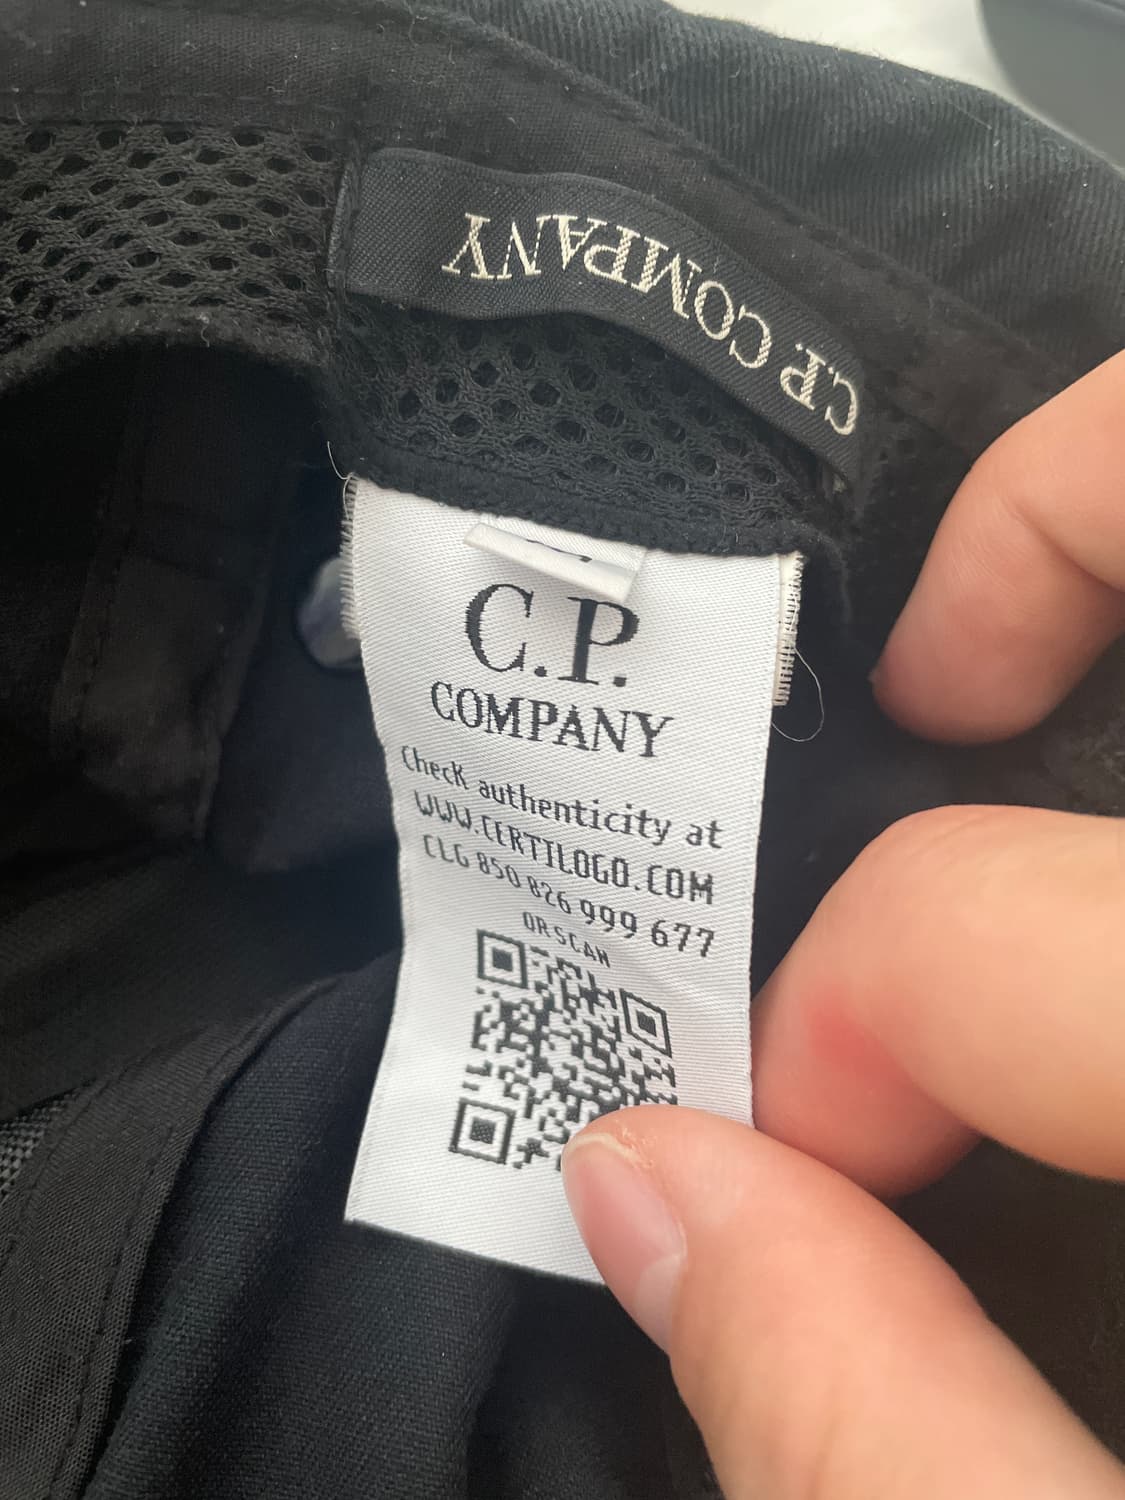 C.P. COMPANY
C.P.
COMPANY
Check authenticity at
WWW.CERTILOGO.COM
CLG 850 826 999 677
OR SCAN